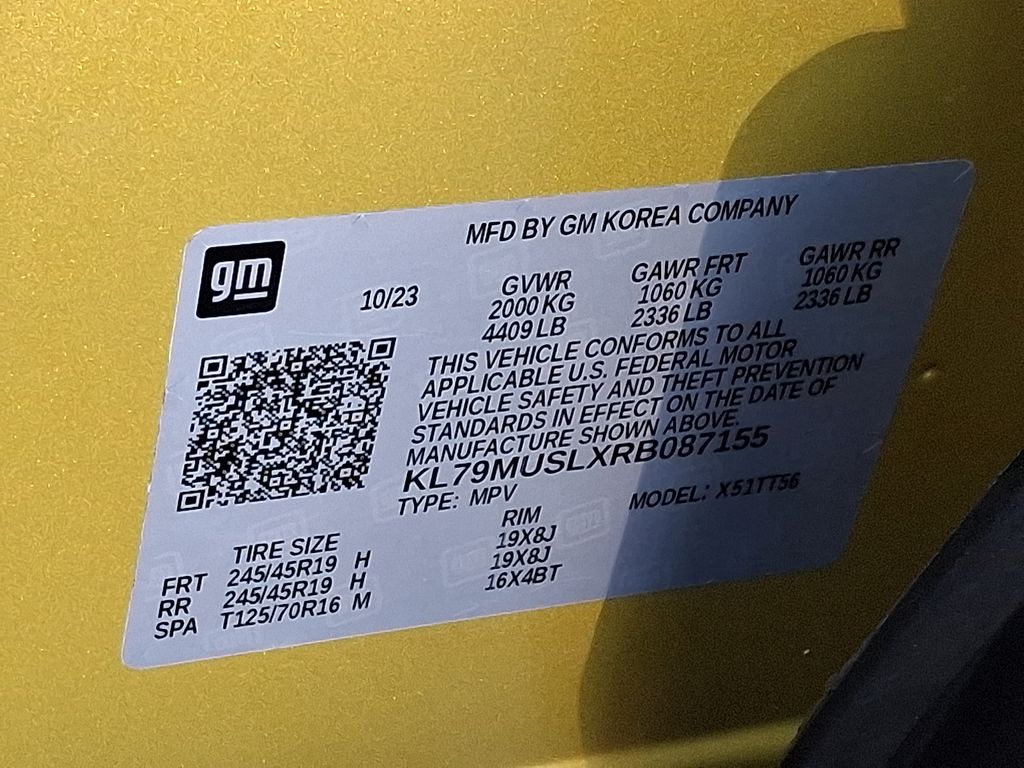 gm
MFD BY GM KOREA COMPANY
10/23 GVWR GAWR FRT GAWR RR
2000 KG 1060 KG 1060 KG
4409 LB 2336 LB 2336 LB
THIS VEHICLE CONFORMS TO ALL
APPLICABLE U.S. FEDERAL MOTOR
VEHICLE SAFETY AND THEFT PREVENTION
STANDARDS IN EFFECT ON THE DATE OF
MANUFACTURE SHOWN ABOVE.
KL79MUSLXRB087155
TYPE: MPV MODEL: X51TT56
TIRE SIZE RIM
FRT 245/45R19 H 19X8J
RR 245/45R19 H 19X8J
SPA T125/70R16 M 16X4BT